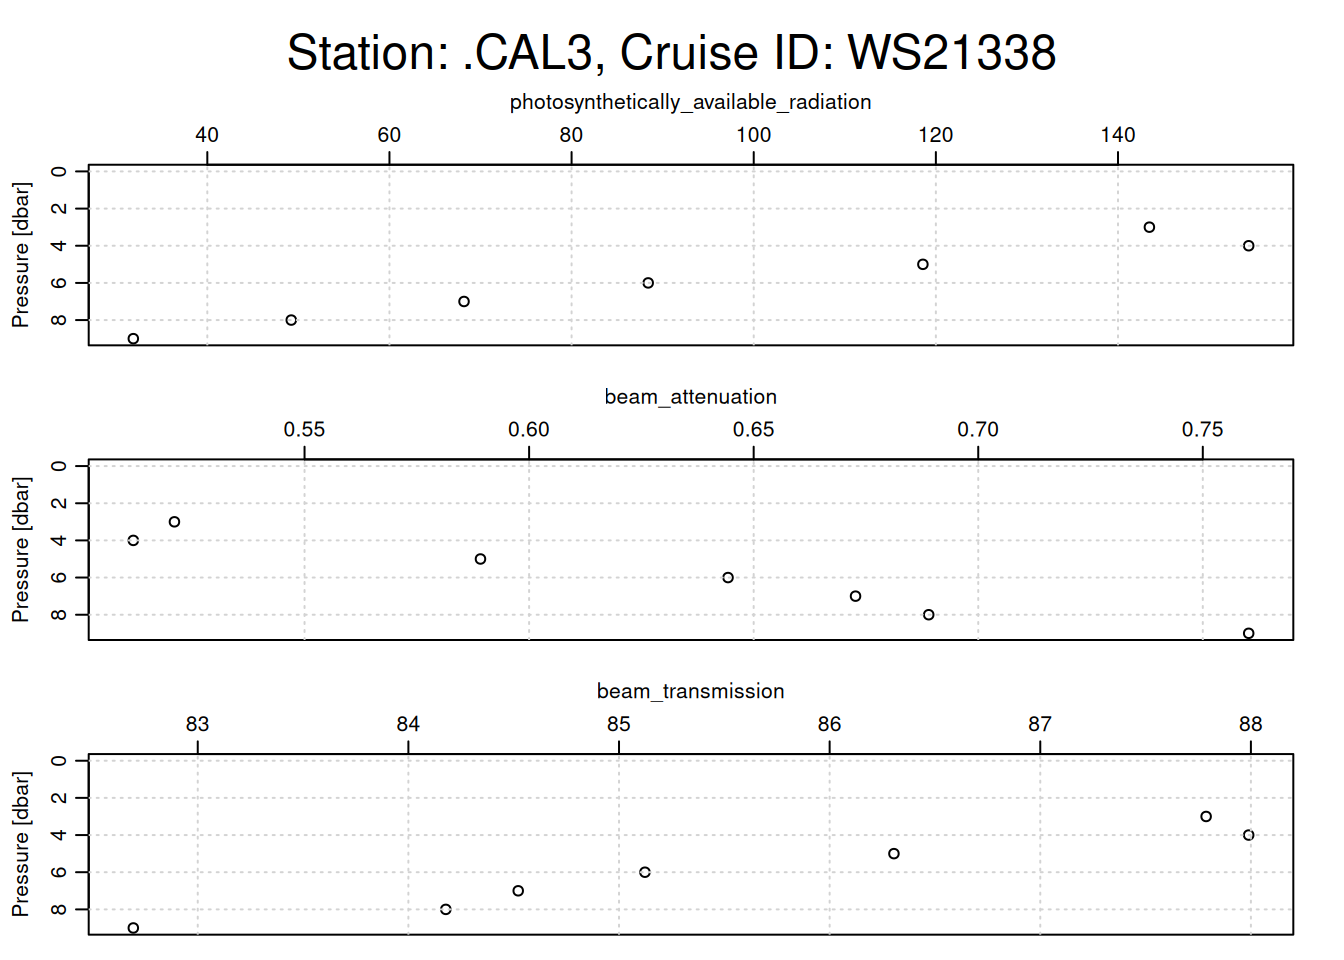 Station: .CAL3, Cruise ID: WS21338
photosynthetically_available_radiation
40 60 80 100 120 140
Pressure [dbar]
0
2
4
6
8
beam_attenuation
0.55 0.60 0.65 0.70 0.75
Pressure [dbar]
0
2
4
6
8
beam_transmission
83 84 85 86 87 88
Pressure [dbar]
0
2
4
6
8